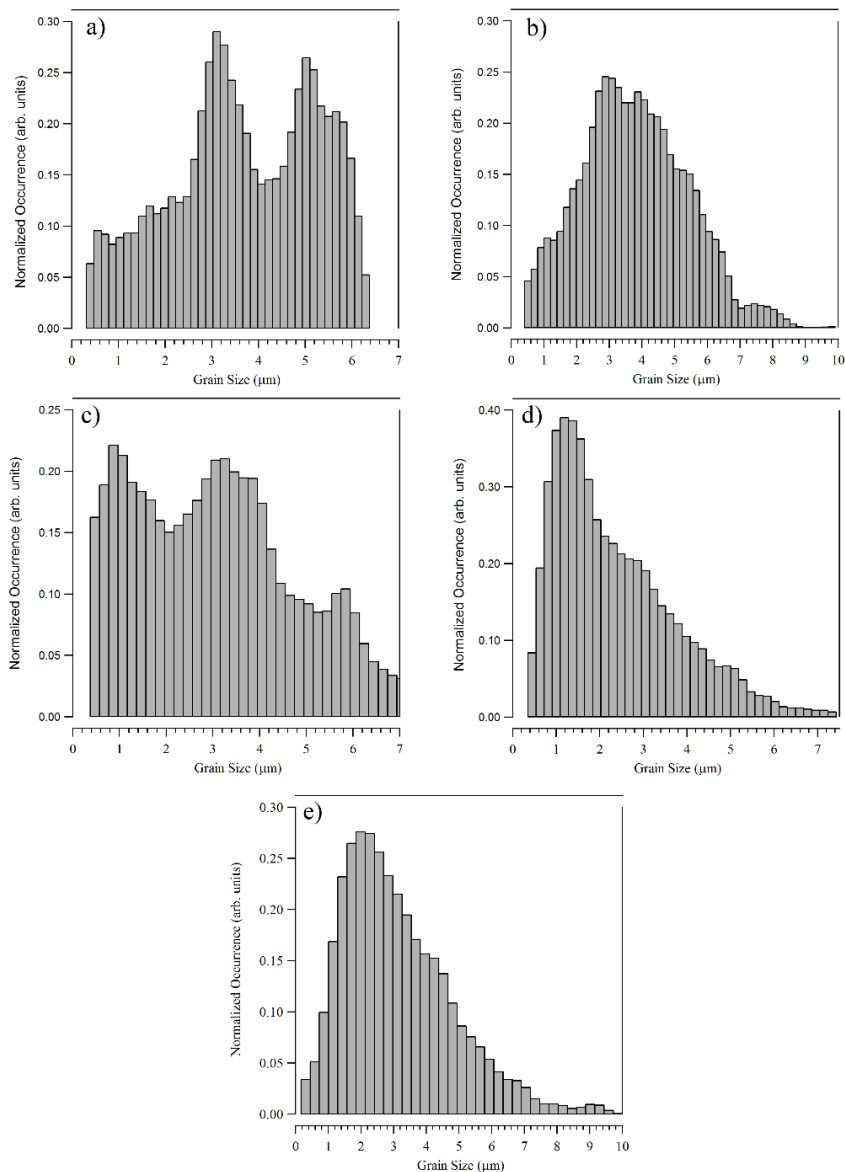 a)
Normalized Occurrence (arb. units)
0.30
0.25
0.20
0.15
0.10
0.05
0.00
0 1 2 3 4 5 6 7
Grain Size (μm)
b)
Normalized Occurrence (arb. units)
0.30
0.25
0.20
0.15
0.10
0.05
0.00
0 1 2 3 4 5 6 7 8 9 10
Grain Size (μm)
c)
Normalized Occurrence (arb. units)
0.25
0.20
0.15
0.10
0.05
0.00
0 1 2 3 4 5 6 7
Grain Size (μm)
d)
Normalized Occurrence (arb. units)
0.40
0.30
0.20
0.10
0.00
0 1 2 3 4 5 6 7
Grain Size (μm)
e)
Normalized Occurrence (arb. units)
0.30
0.25
0.20
0.15
0.10
0.05
0.00
0 1 2 3 4 5 6 7 8 9 10
Grain Size (μm)